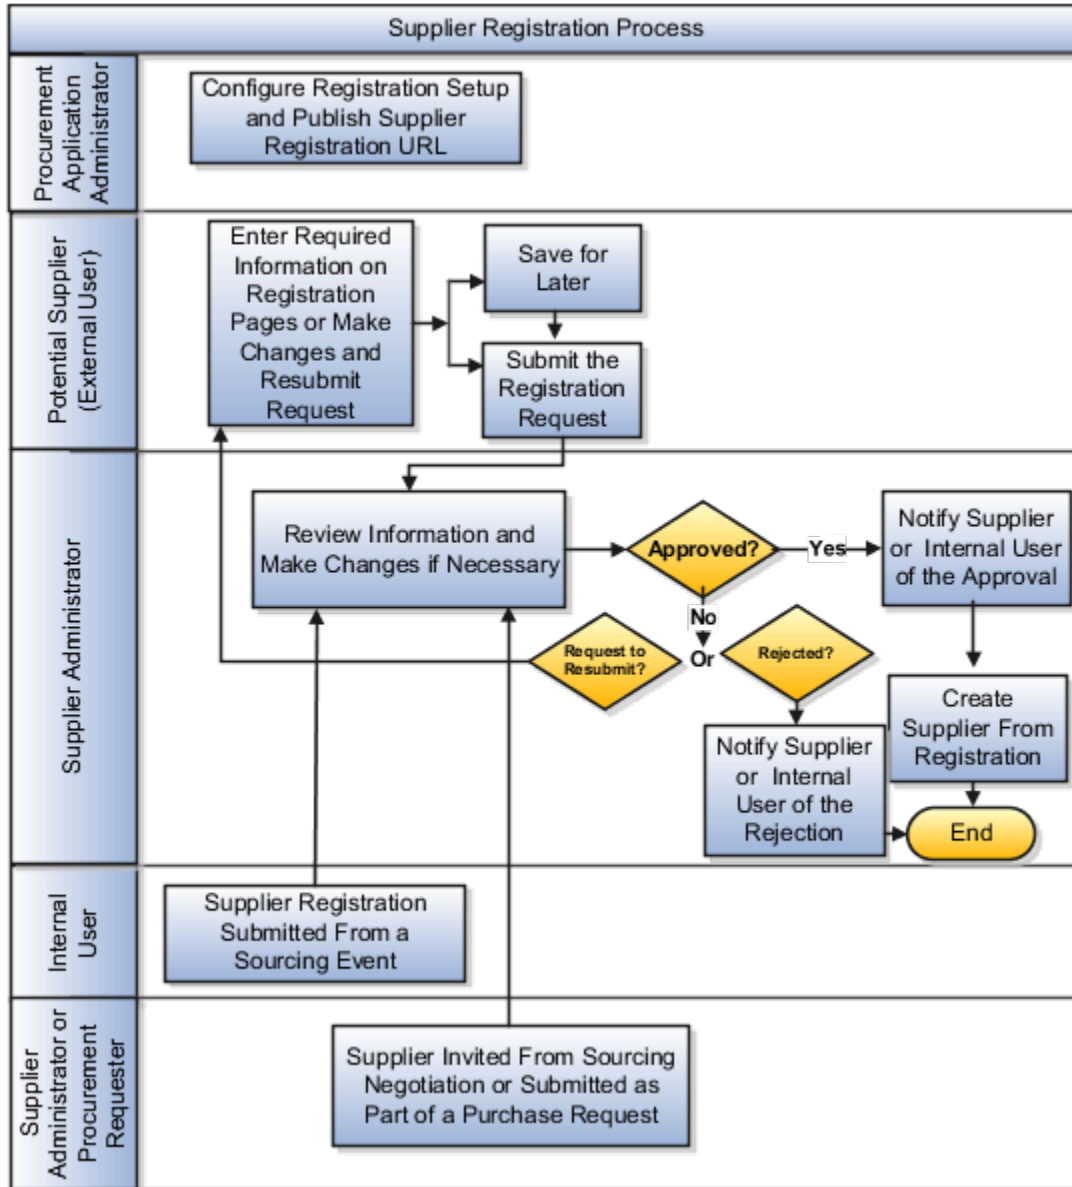 Supplier Registration Process
Procurement
Application
Administrator
Configure Registration Setup
and Publish Supplier
Registration URL
Potential Supplier
(External User)
Enter Required
Information on
Registration
Pages or Make
Changes and
Resubmit
Request
Save for
Later
Submit the
Registration
Request
Supplier Administrator
Review Information and
Make Changes if Necessary
Approved?
Yes
Notify Supplier
or Internal User
of the Approval
No
Or
Request to
Resubmit?
Rejected?
Notify Supplier
or Internal
User of the
Rejection
Create
Supplier From
Registration
End
Internal
User
Supplier Registration
Submitted From a
Sourcing Event
Supplier
Administrator or
Procurement
Requester
Supplier Invited From Sourcing
Negotiation or Submitted as
Part of a Purchase Request